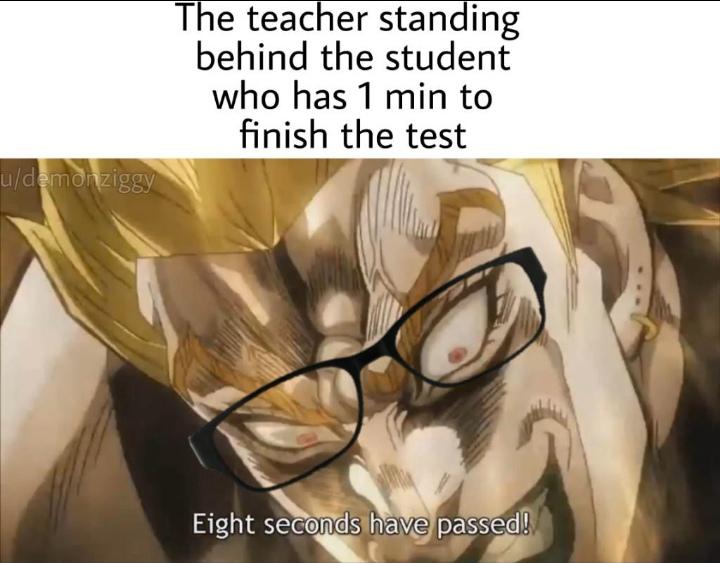 The teacher standing
behind the student
who has 1 min to
finish the test
u/demonziggy
Eight seconds have passed!